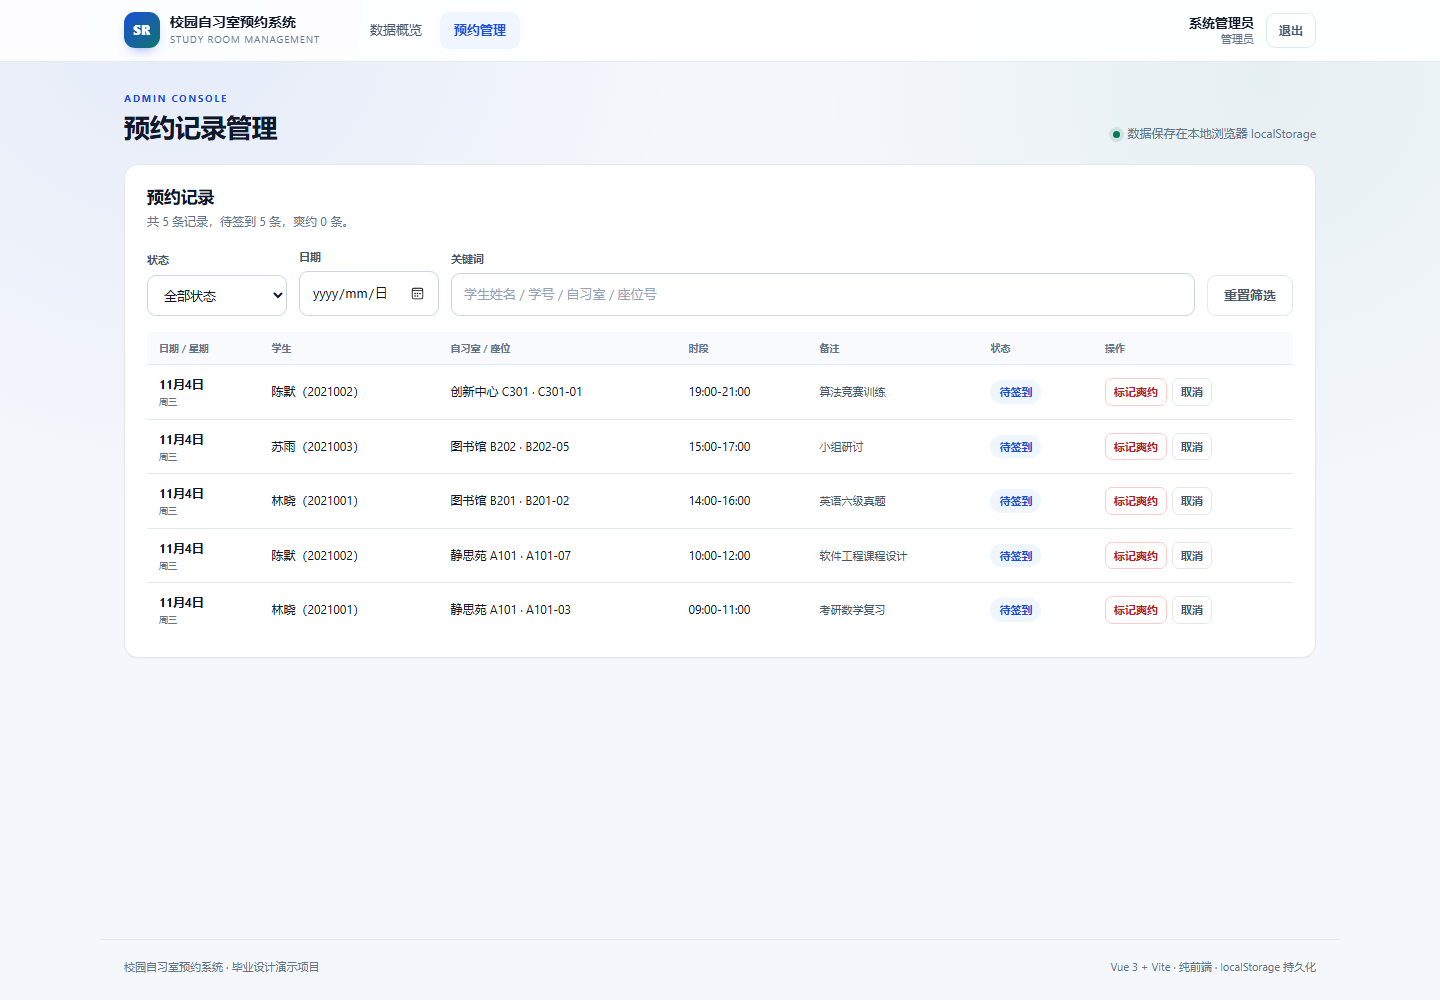 SR
校园自习室预约系统
STUDY ROOM MANAGEMENT
数据概览
预约管理
系统管理员
管理员
退出
ADMIN CONSOLE
预约记录管理
数据保存在本地浏览器 localStorage
预约记录
共 5 条记录，待签到 5 条，爽约 0 条。
状态
日期
关键词
全部状态
yyyy/mm/日
学生姓名 / 学号 / 自习室 / 座位号
重置筛选
日期 / 星期 学生 自习室 / 座位 时段 备注 状态 操作
11月4日
周三
陈默（2021002） 创新中心 C301 · C301-01 19:00-21:00 算法竞赛训练 待签到 标记爽约 取消
11月4日
周三
苏雨（2021003） 图书馆 B202 · B202-05 15:00-17:00 小组研讨 待签到 标记爽约 取消
11月4日
周三
林晓（2021001） 图书馆 B201 · B201-02 14:00-16:00 英语六级真题 待签到 标记爽约 取消
11月4日
周三
陈默（2021002） 静思苑 A101 · A101-07 10:00-12:00 软件工程课程设计 待签到 标记爽约 取消
11月4日
周三
林晓（2021001） 静思苑 A101 · A101-03 09:00-11:00 考研数学复习 待签到 标记爽约 取消
校园自习室预约系统 · 毕业设计演示项目
Vue 3 + Vite · 纯前端 · localStorage 持久化